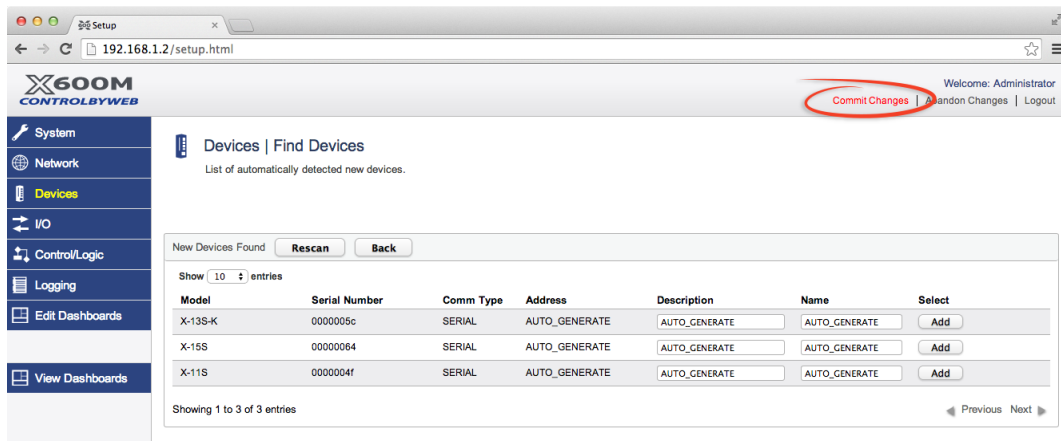 Setup
192.168.1.2/setup.html
X600M
CONTROLBYWEB
Welcome: Administrator
Commit Changes | Abandon Changes | Logout
System
Network
Devices
I/O
Control/Logic
Logging
Edit Dashboards
View Dashboards
Devices | Find Devices
List of automatically detected new devices.
New Devices Found Rescan Back
Show 10 entries
Model Serial Number Comm Type Address Description Name Select
X-13S-K 0000005c SERIAL AUTO_GENERATE AUTO_GENERATE AUTO_GENERATE Add
X-15S 00000064 SERIAL AUTO_GENERATE AUTO_GENERATE AUTO_GENERATE Add
X-11S 0000004f SERIAL AUTO_GENERATE AUTO_GENERATE AUTO_GENERATE Add
Showing 1 to 3 of 3 entries Previous Next